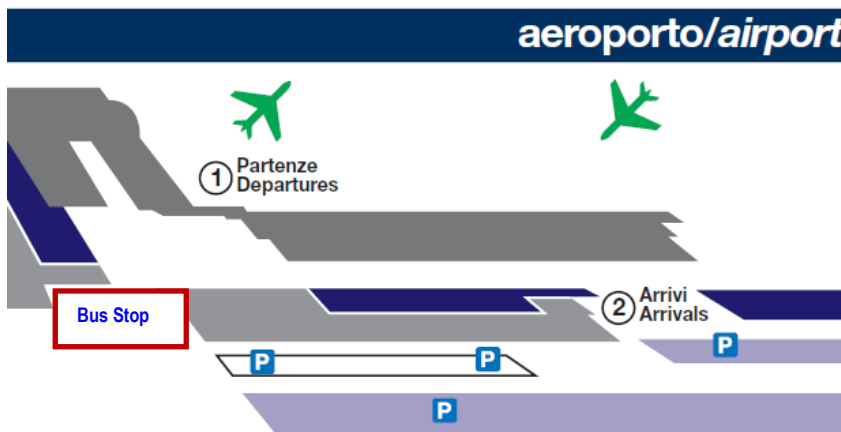 aeroporto/airport
1 Partenze
Departures
Bus Stop
2 Arrivi
Arrivals
P
P
P
P